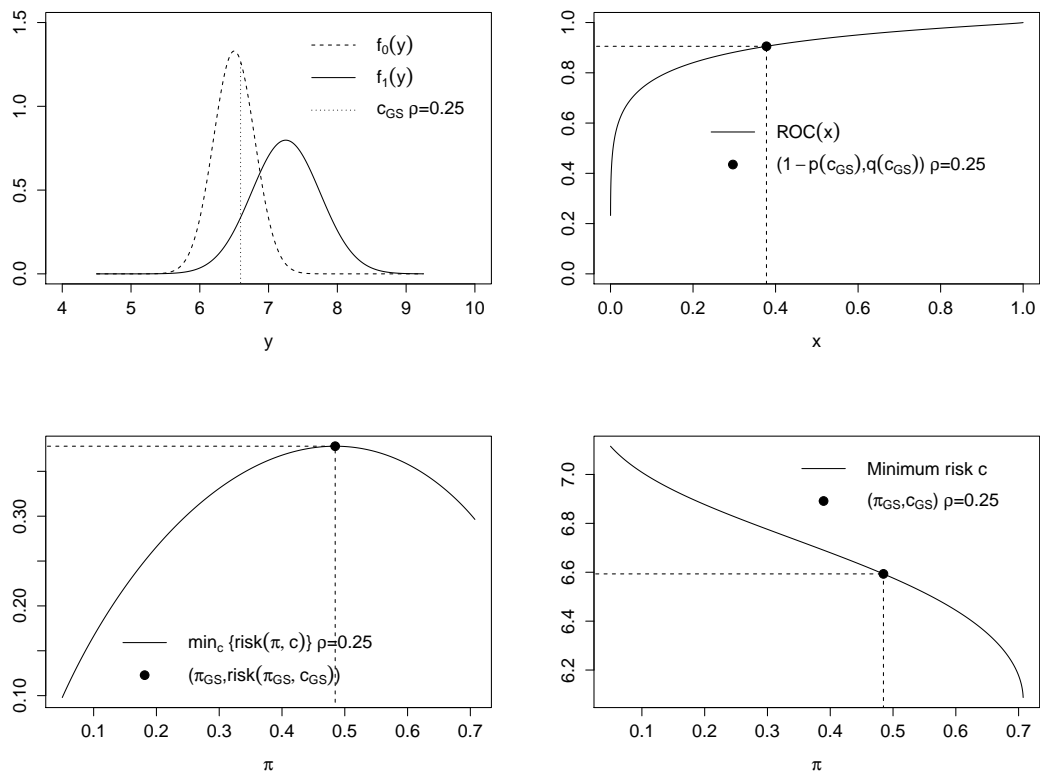 0.0 0.5 1.0 1.5
f₀(y)
f₁(y)
c_GS ρ=0.25
4 5 6 7 8 9 10
y
0.0 0.2 0.4 0.6 0.8 1.0
ROC(x)
(1−p(c_GS),q(c_GS)) ρ=0.25
0.0 0.2 0.4 0.6 0.8 1.0
x
0.10 0.20 0.30
min_c {risk(π, c)} ρ=0.25
(π_GS,risk(π_GS, c_GS))
0.1 0.2 0.3 0.4 0.5 0.6 0.7
π
6.2 6.4 6.6 6.8 7.0
Minimum risk c
(π_GS,c_GS) ρ=0.25
0.1 0.2 0.3 0.4 0.5 0.6 0.7
π